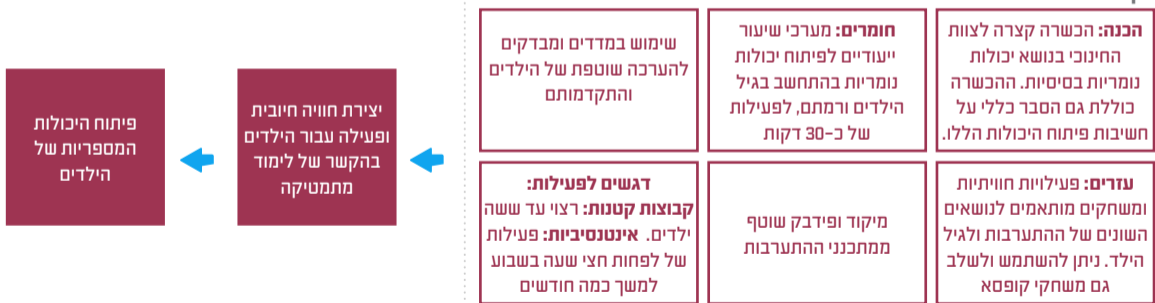 הכנה: הכשרה קצרה לצוות
החינוכי בנושא יכולות
נומריות בסיסיות. ההכשרה
כוללת גם הסבר כללי על
חשיבות פיתוח היכולות הללו.
חומרים: מערכי שיעור
ייעודיים לפיתוח יכולות
נומריות בהתחשב בגיל
הילדים ורמתם, לפעילות
של כ-30 דקות
שימוש במדדים ומבדקים
להערכה שוטפת של הילדים
והתקדמותם
עזרים: פעילויות חוויתיות
ומשחקים מותאמים לנושאים
השונים של ההתערבות ולגיל
הילד. ניתן להשתמש ולשלב
גם משחקי קופסא
מיקוד ופידבק שוטף
ממתכנני ההתערבות
דגשים לפעילות:
קבוצות קטנות: רצוי עד ששה
ילדים. אינטנסיביות: פעילות
של לפחות חצי שעה בשבוע
למשך כמה חודשים
יצירת חוויה חיובית
ופעילה עבור הילדים
בהקשר של לימוד
מתמטיקה
פיתוח היכולות
המספריות של
הילדים